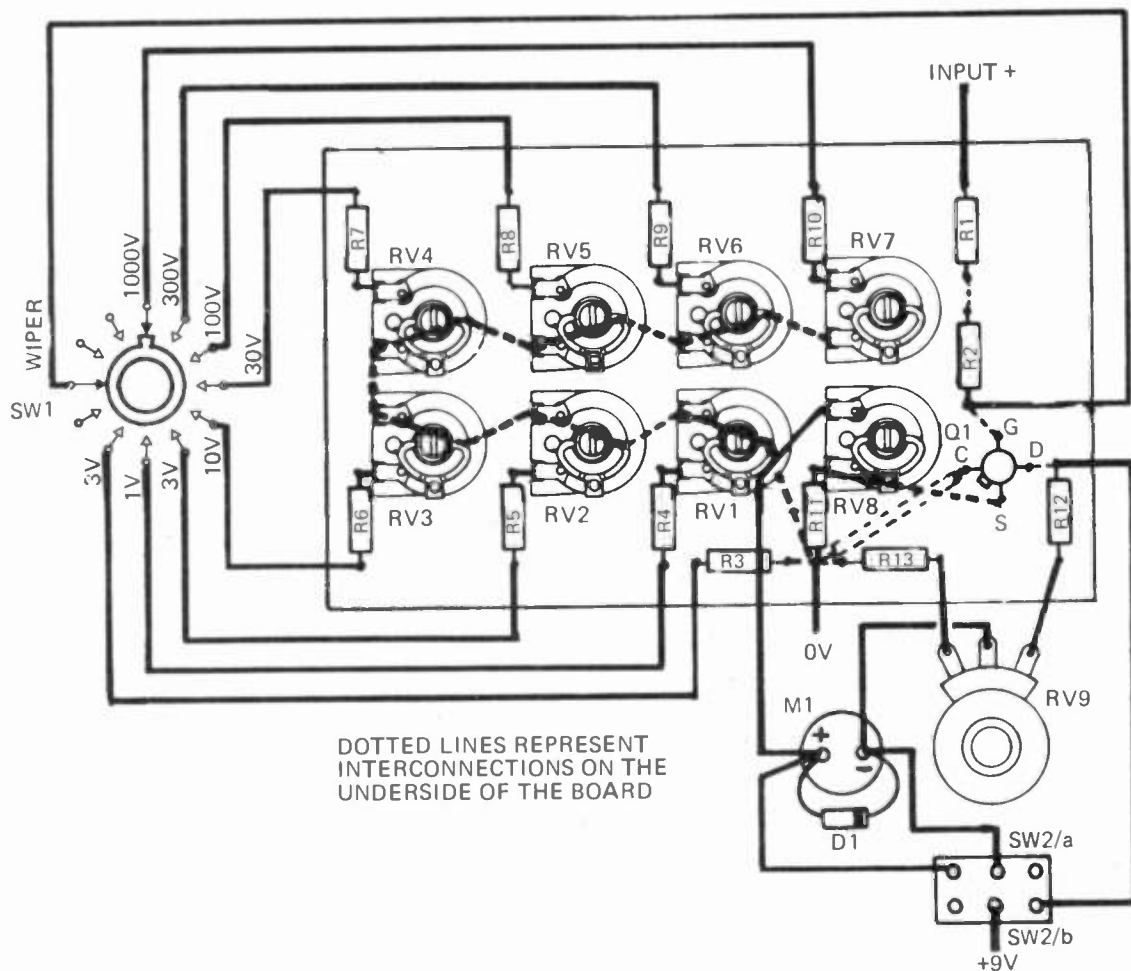 INPUT +
WIPER
1000V
300V
100V
30V
SW1
3V
1V
3V
10V
R7
R8
R9
R10
R1
RV4
RV5
RV6
RV7
R2
Q1
G
C
D
S
R6
RV3
R5
RV2
R4
RV1
R11
RV8
R12
R3
R13
0V
RV9
M1
+
−
D1
DOTTED LINES REPRESENT
INTERCONNECTIONS ON THE
UNDERSIDE OF THE BOARD
SW2/a
SW2/b
+9V